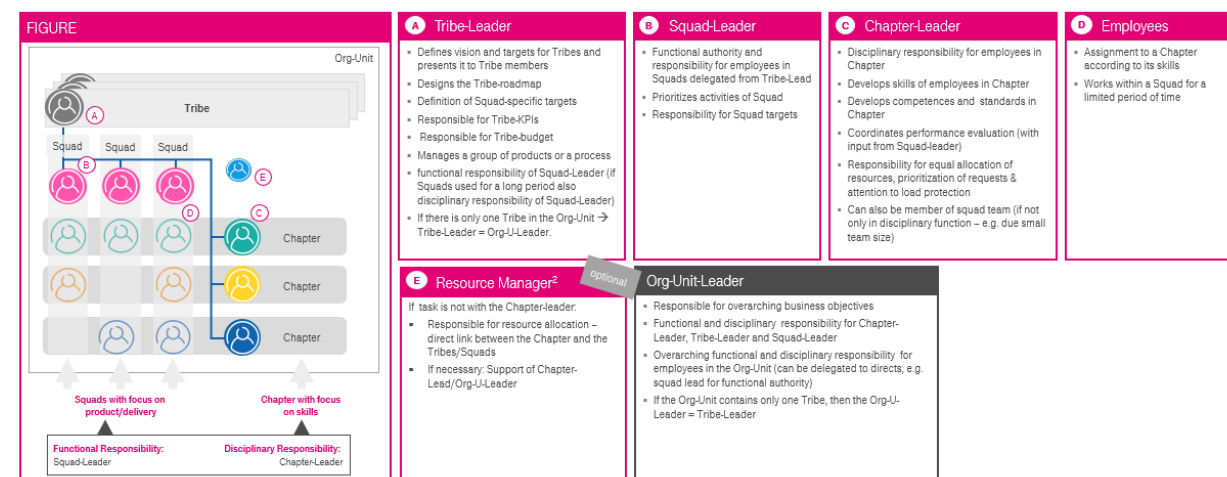 FIGURE
Org-Unit
Tribe
A
Squad
Squad
Squad
B
E
D
C
Chapter
Chapter
Chapter
Squads with focus on
product/delivery
Chapter with focus
on skills
Functional Responsibility:
Squad-Leader
Disciplinary Responsibility:
Chapter-Leader
A Tribe-Leader
▪ Defines vision and targets for Tribes and
presents it to Tribe members
▪ Designs the Tribe-roadmap
▪ Definition of Squad-specific targets
▪ Responsible for Tribe-KPIs
▪ Responsible for Tribe-budget
▪ Manages a group of products or a process
▪ functional responsibility of Squad-Leader (if
Squads used for a long period also
disciplinary responsibility of Squad-Leader)
▪ If there is only one Tribe in the Org-Unit →
Tribe-Leader = Org-U-Leader.
B Squad-Leader
▪ Functional authority and
responsibility for employees in
Squads delegated from Tribe-Lead
▪ Prioritizes activities of Squad
▪ Responsibility for Squad targets
C Chapter-Leader
▪ Disciplinary responsibility for employees in
Chapter
▪ Develops skills of employees in Chapter
▪ Develops competences and standards in
Chapter
▪ Coordinates performance evaluation (with
input from Squad-leader)
▪ Responsibility for equal allocation of
resources, prioritization of requests &
attention to load protection
▪ Can also be member of squad team (if not
only in disciplinary function – e.g. due small
team size)
D Employees
▪ Assignment to a Chapter
according to its skills
▪ Works within a Squad for a
limited period of time
E Resource Manager²
optional
If task is not with the Chapter-leader:
▪ Responsible for resource allocation –
direct link between the Chapter and the
Tribes/Squads
▪ If necessary: Support of Chapter-
Lead/Org-U-Leader
Org-Unit-Leader
▪ Responsible for overarching business objectives
▪ Functional and disciplinary responsibility for Chapter-
Leader, Tribe-Leader and Squad-Leader
▪ Overarching functional and disciplinary responsibility for
employees in the Org-Unit (can be delegated to directs, e.g.
squad lead for functional authority)
▪ If the Org-Unit contains only one Tribe, then the Org-U-
Leader = Tribe-Leader